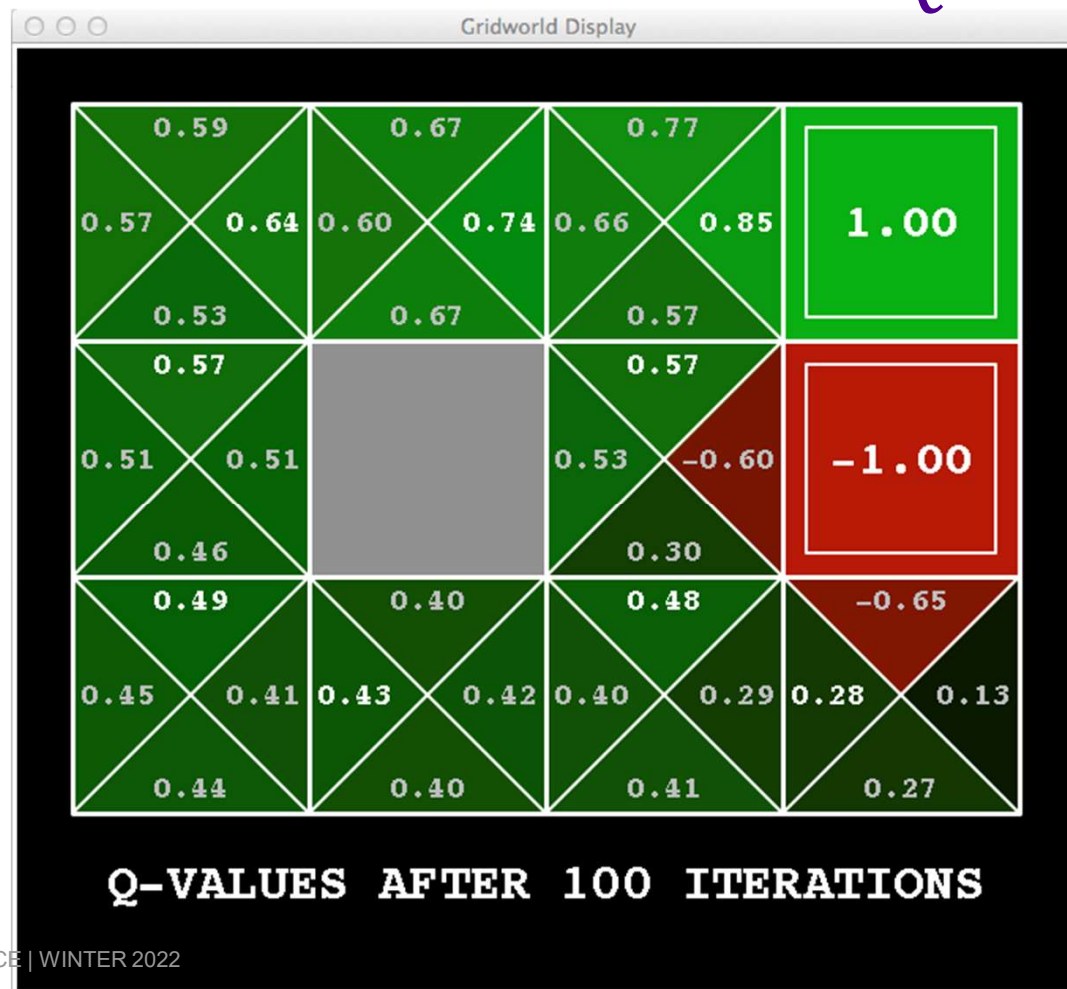 Gridworld Display
0.59 0.67 0.77
0.57 0.64 0.60 0.74 0.66 0.85 1.00
0.53 0.67 0.57
0.57 0.57
0.51 0.51 0.53 -0.60 -1.00
0.46 0.30
0.49 0.40 0.48 -0.65
0.45 0.41 0.43 0.42 0.40 0.29 0.28 0.13
0.44 0.40 0.41 0.27
Q-VALUES AFTER 100 ITERATIONS
| WINTER 2022